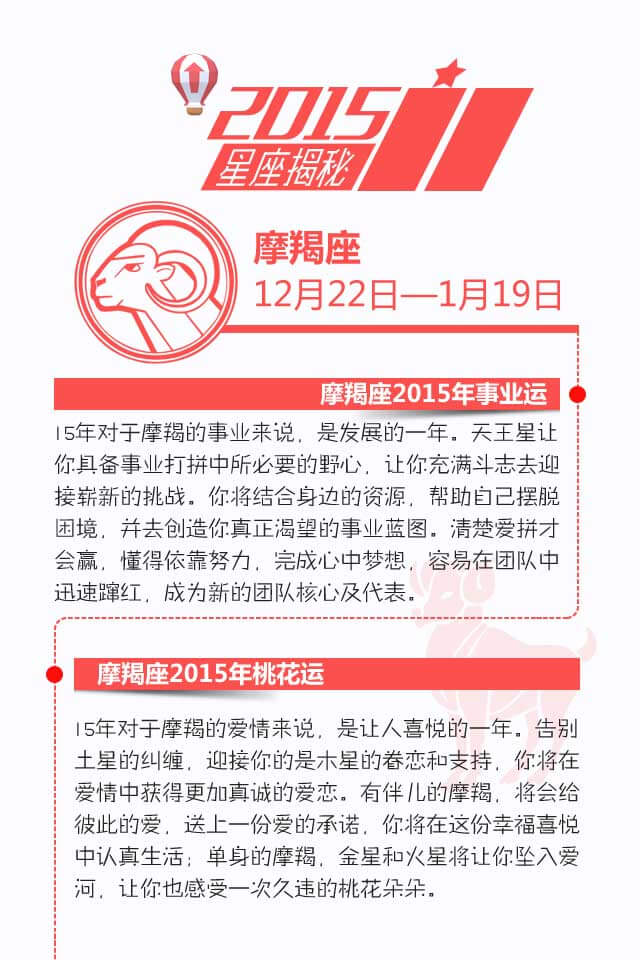 2015
星座揭秘
摩羯座
12月22日—1月19日
摩羯座2015年事业运
15年对于摩羯的事业来说，是发展的一年。天王星让
你具备事业打拼中所必要的野心，让你充满斗志去迎
接崭新的挑战。你将结合身边的资源，帮助自己摆脱
困境，并去创造你真正渴望的事业蓝图。清楚爱拼才
会赢，懂得依靠努力，完成心中梦想，容易在团队中
迅速蹿红，成为新的团队核心及代表。
摩羯座2015年桃花运
15年对于摩羯的爱情来说，是让人喜悦的一年。告别
土星的纠缠，迎接你的是木星的眷恋和支持，你将在
爱情中获得更加真诚的爱恋。有伴儿的摩羯，将会给
彼此的爱，送上一份爱的承诺，你将在这份幸福喜悦
中认真生活；单身的摩羯，金星和火星将让你坠入爱
河，让你也感受一次久违的桃花朵朵。